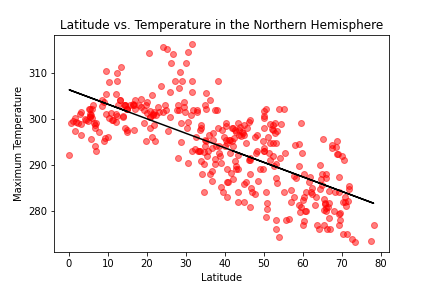 Latitude vs. Temperature in the Northern Hemisphere
Maximum Temperature
310
300
290
280
0 10 20 30 40 50 60 70 80
Latitude